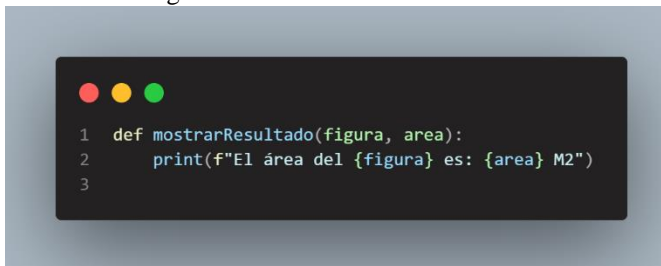 1 def mostrarResultado(figura, area):
2     print(f"El área del {figura} es: {area} M2")
3